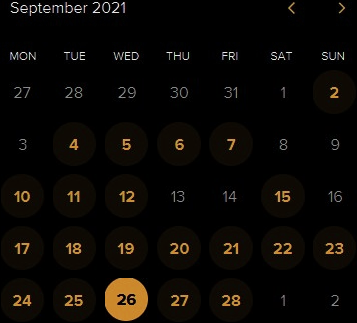 September 2021
MON TUE WED THU FRI SAT SUN
27 28 29 30 31 1 2
3 4 5 6 7 8 9
10 11 12 13 14 15 16
17 18 19 20 21 22 23
24 25 26 27 28 1 2